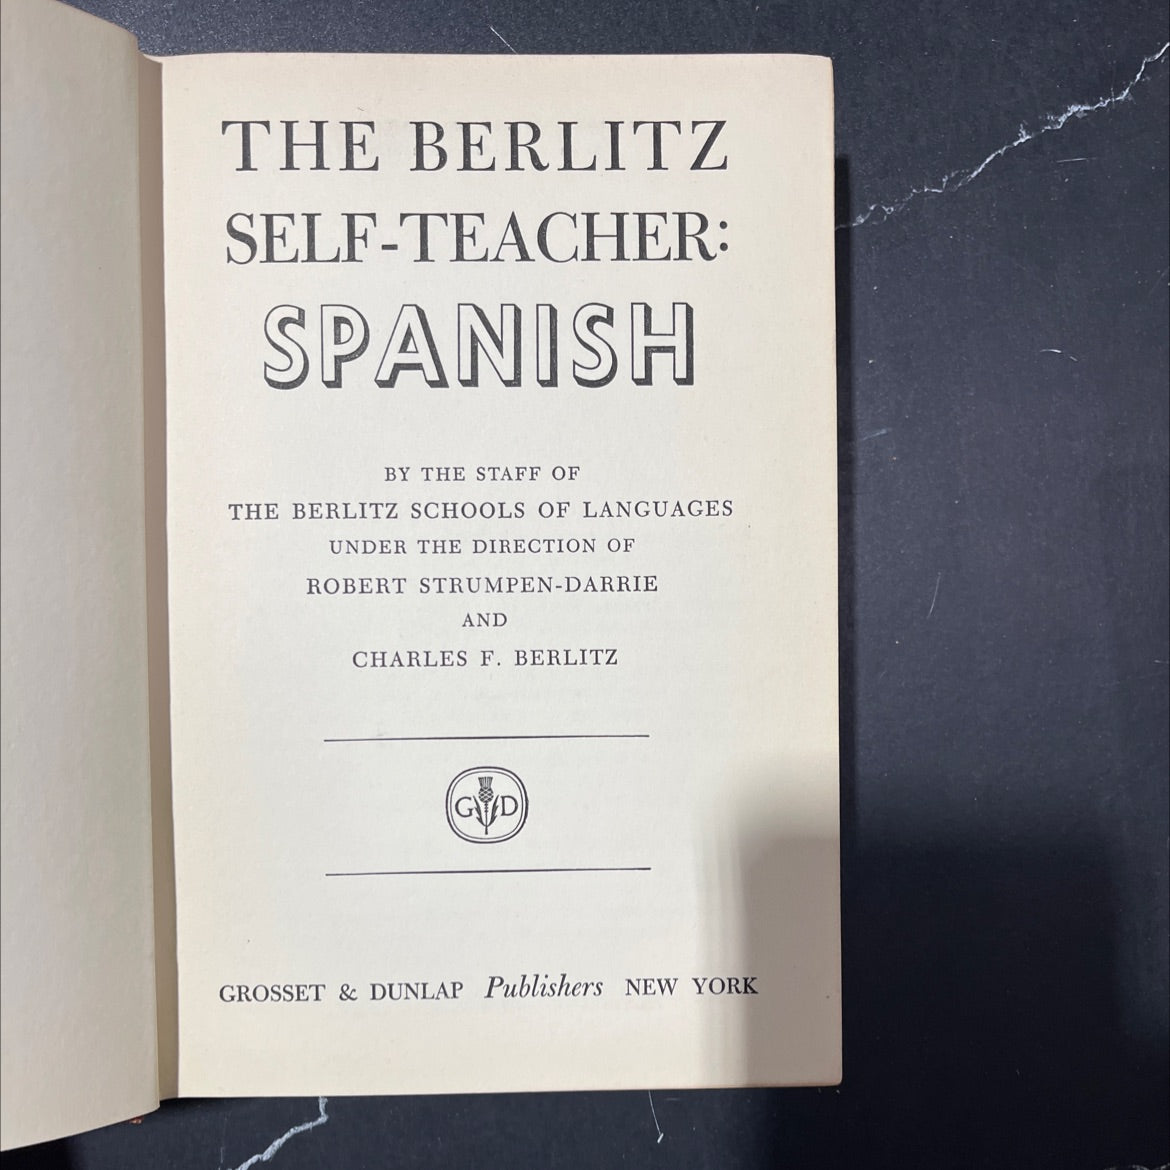 THE BERLITZ
SELF-TEACHER:
SPANISH
BY THE STAFF OF
THE BERLITZ SCHOOLS OF LANGUAGES
UNDER THE DIRECTION OF
ROBERT STRUMPEN-DARRIE
AND
CHARLES F. BERLITZ
G D
GROSSET & DUNLAP Publishers NEW YORK